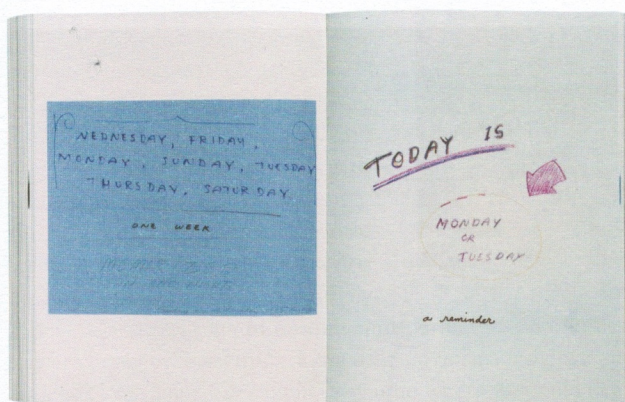 WEDNESDAY, FRIDAY,
MONDAY, SUNDAY, TUESDAY
THURSDAY, SATURDAY
ONE WEEK
TODAY IS
MONDAY
OR
TUESDAY
a reminder